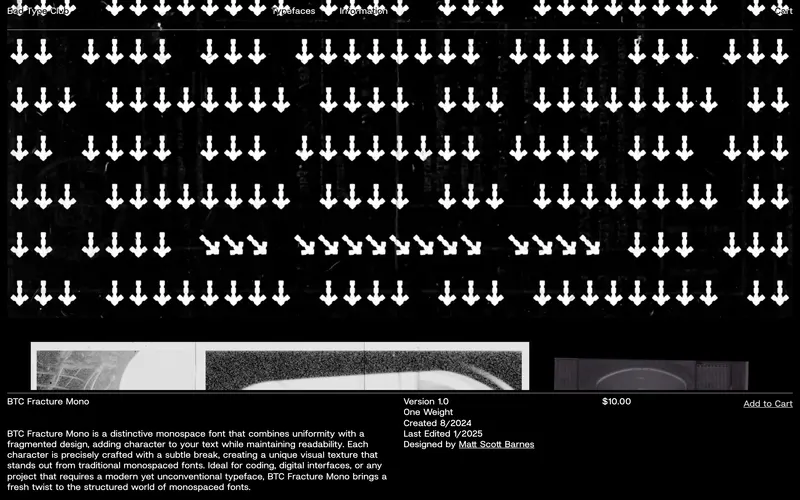 Bad Type Club
Typefaces
Information
Cart
BTC Fracture Mono
BTC Fracture Mono is a distinctive monospace font that combines uniformity with a
fragmented design, adding character to your text while maintaining readability. Each
character is precisely crafted with a subtle break, creating a unique visual texture that
stands out from traditional monospaced fonts. Ideal for coding, digital interfaces, or any
project that requires a modern yet unconventional typeface, BTC Fracture Mono brings a
fresh twist to the structured world of monospaced fonts.
Version 1.0
One Weight
Created 8/2024
Last Edited 1/2025
Designed by Matt Scott Barnes
$10.00
Add to Cart